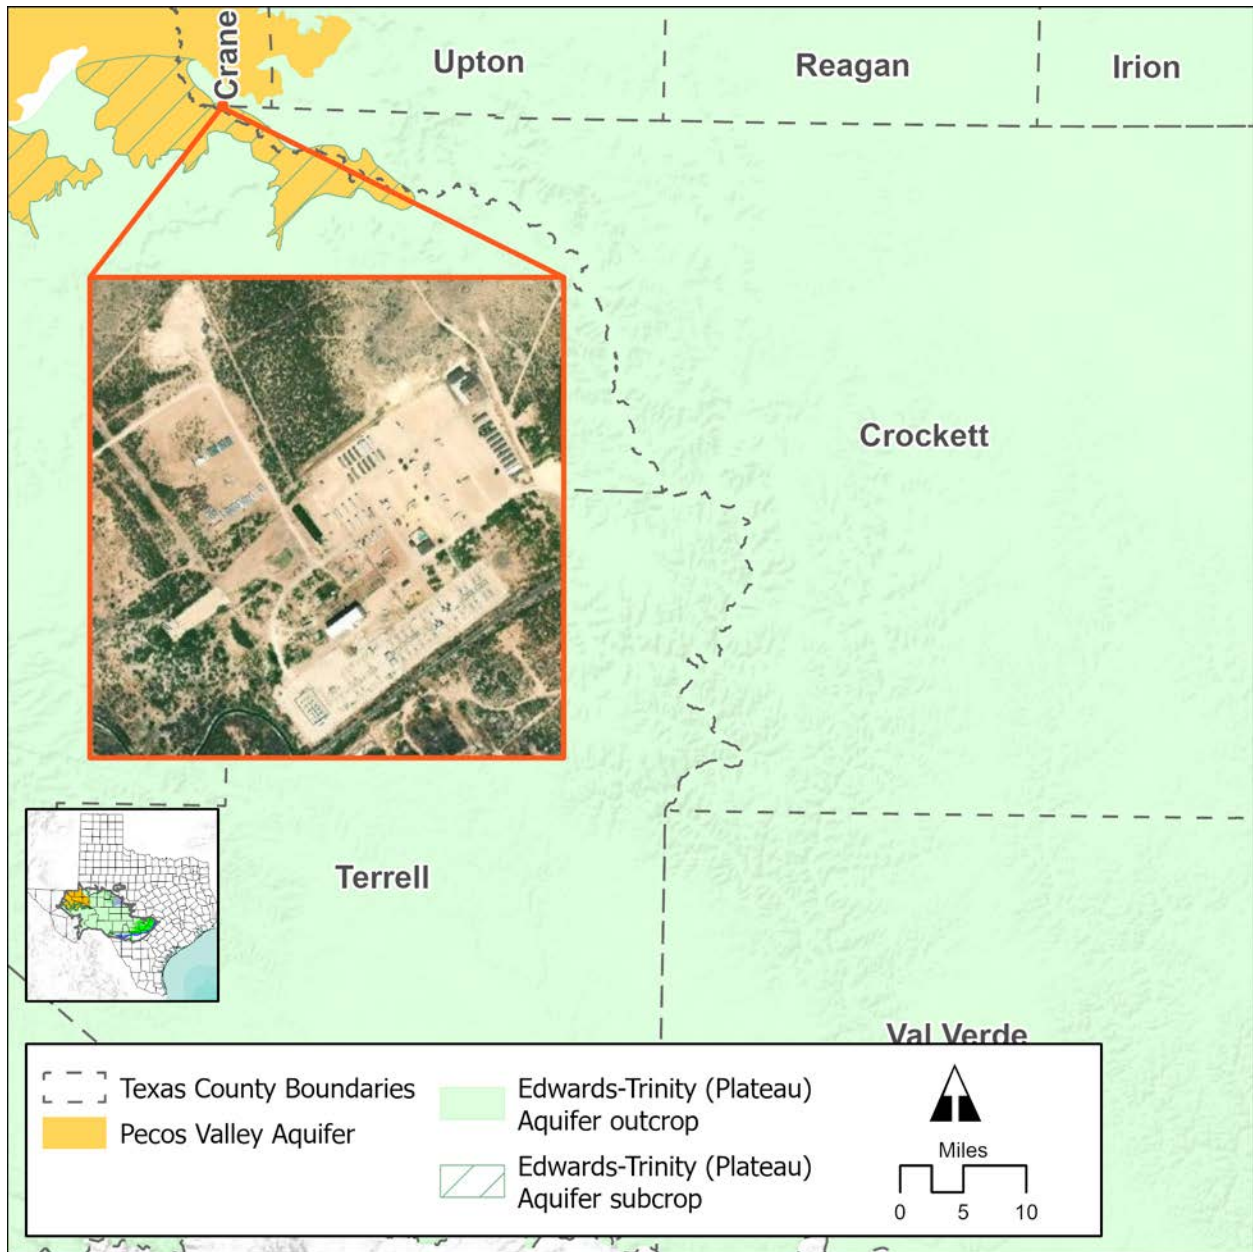 Crane
Upton
Reagan
Irion
Crockett
Terrell
Val Verde
Texas County Boundaries
Pecos Valley Aquifer
Edwards-Trinity (Plateau)
Aquifer outcrop
Edwards-Trinity (Plateau)
Aquifer subcrop
Miles
0 5 10